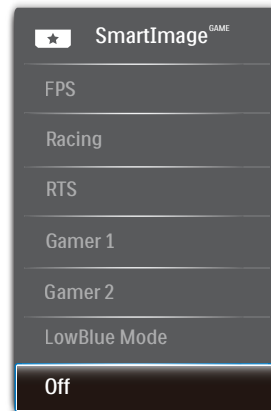 SmartImage GAME
FPS
Racing
RTS
Gamer 1
Gamer 2
LowBlue Mode
Off